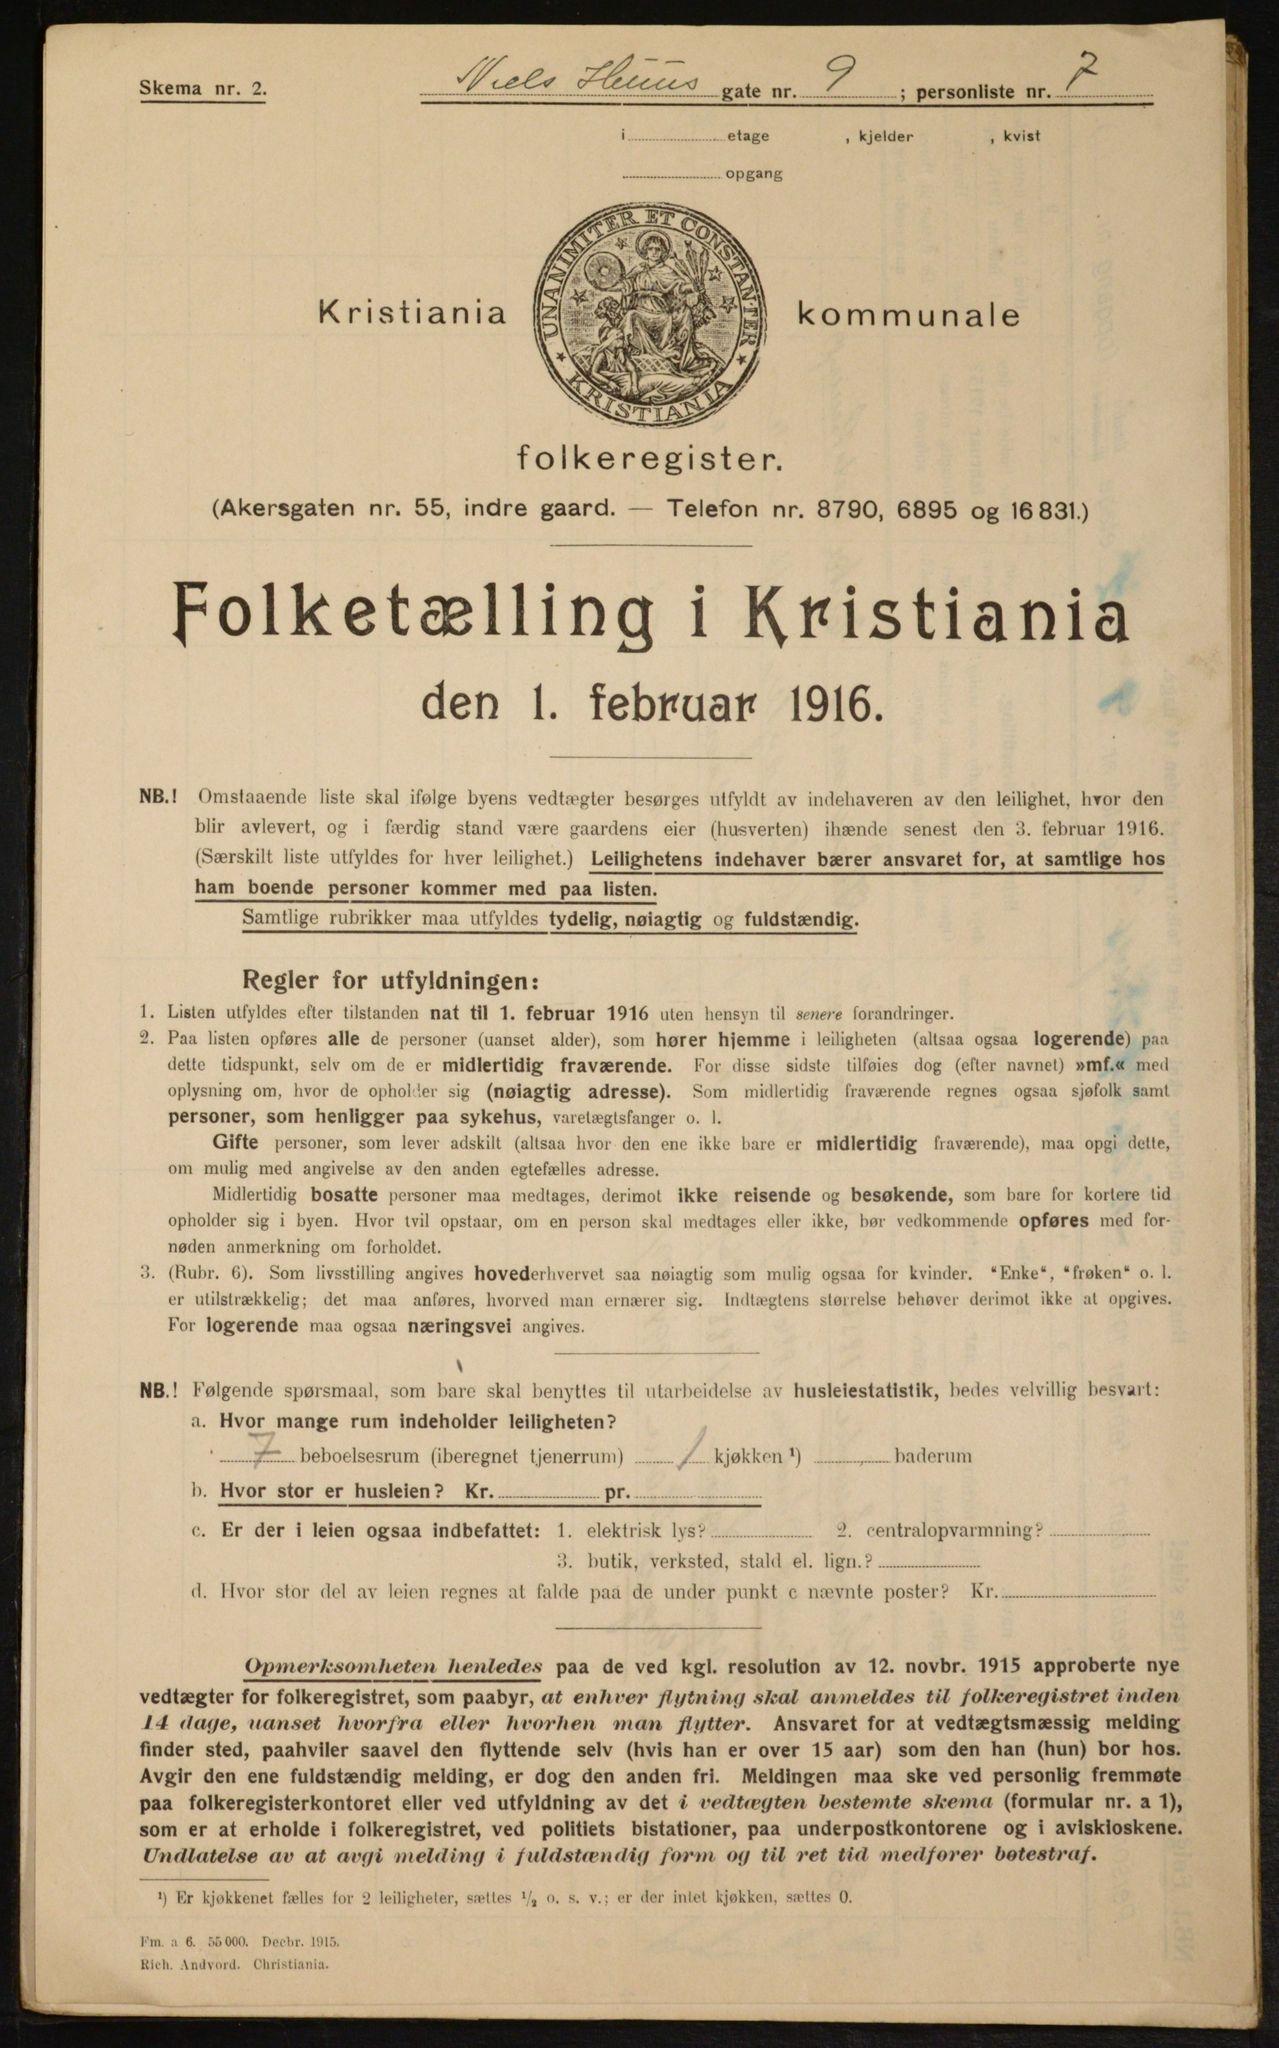 Skema nr. 2.
Niels Huus gate nr. 9 ; personliste nr. 7
i etage , kjelder , kvist
opgang
UNANIMITER ET CONSTANTER
KRISTIANIA
Kristiania kommunale
folkeregister.
(Akersgaten nr. 55, indre gaard. — Telefon nr. 8790, 6895 og 16 831.)
Folketælling i Kristiania
den 1. februar 1916.
NB.! Omstaaende liste skal ifølge byens vedtægter besørges utfyldt av indehaveren av den leilighet, hvor den
blir avlevert, og i færdig stand være gaardens eier (husverten) ihænde senest den 3. februar 1916.
(Særskilt liste utfyldes for hver leilighet.) Leilighetens indehaver bærer ansvaret for, at samtlige hos
ham boende personer kommer med paa listen.
Samtlige rubrikker maa utfyldes tydelig, nøiagtig og fuldstændig.
Regler for utfyldningen:
1. Listen utfyldes efter tilstanden nat til 1. februar 1916 uten hensyn til senere forandringer.
2. Paa listen opføres alle de personer (uanset alder), som hører hjemme i leiligheten (altsaa ogsaa logerende) paa
dette tidspunkt, selv om de er midlertidig fraværende. For disse sidste tilføies dog (efter navnet) »mf.« med
oplysning om, hvor de opholder sig (nøiagtig adresse). Som midlertidig fraværende regnes ogsaa sjøfolk samt
personer, som henligger paa sykehus, varetægtsfanger o. l.
Gifte personer, som lever adskilt (altsaa hvor den ene ikke bare er midlertidig fraværende), maa opgi dette,
om mulig med angivelse av den anden egtefælles adresse.
Midlertidig bosatte personer maa medtages, derimot ikke reisende og besøkende, som bare for kortere tid
opholder sig i byen. Hvor tvil opstaar, om en person skal medtages eller ikke, bør vedkommende opføres med for-
nøden anmerkning om forholdet.
3. (Rubr. 6). Som livsstilling angives hovederhvervet saa nøiagtig som mulig ogsaa for kvinder. "Enke", "frøken" o. l.
er utilstrækkelig; det maa anføres, hvorved man ernærer sig. Indtægtens størrelse behøver derimot ikke at opgives.
For logerende maa ogsaa næringsvei angives.
NB.! Følgende spørsmaal, som bare skal benyttes til utarbeidelse av husleiestatistik, bedes velvillig besvart:
a. Hvor mange rum indeholder leiligheten?
7 beboelsesrum (iberegnet tjenerrum) 1 kjøkken ¹) baderum
b. Hvor stor er husleien? Kr. pr.
c. Er der i leien ogsaa indbefattet: 1. elektrisk lys? 2. centralopvarmning?
3. butik, verksted, stald el. lign.?
d. Hvor stor del av leien regnes at falde paa de under punkt c nævnte poster? Kr.
Opmerksomheten henledes paa de ved kgl. resolution av 12. novbr. 1915 approberte nye
vedtægter for folkeregistret, som paabyr, at enhver flytning skal anmeldes til folkeregistret inden
14 dage, uanset hvorfra eller hvorhen man flytter. Ansvaret for at vedtægtsmæssig melding
finder sted, paahviler saavel den flyttende selv (hvis han er over 15 aar) som den han (hun) bor hos.
Avgir den ene fuldstændig melding, er dog den anden fri. Meldingen maa ske ved personlig fremmøte
paa folkeregisterkontoret eller ved utfyldning av det i vedtægten bestemte skema (formular nr. a 1),
som er at erholde i folkeregistret, ved politiets bistationer, paa underpostkontorene og i aviskioskene.
Undlatelse av at avgi melding i fuldstændig form og til ret tid medfører bøtestraf.
¹) Er kjøkkenet fælles for 2 leiligheter, sættes ½ o. s. v.; er der intet kjøkken, sættes 0.
Fm. a 6. 55 000. Decbr. 1915.
Rich. Andvord. Christiania.